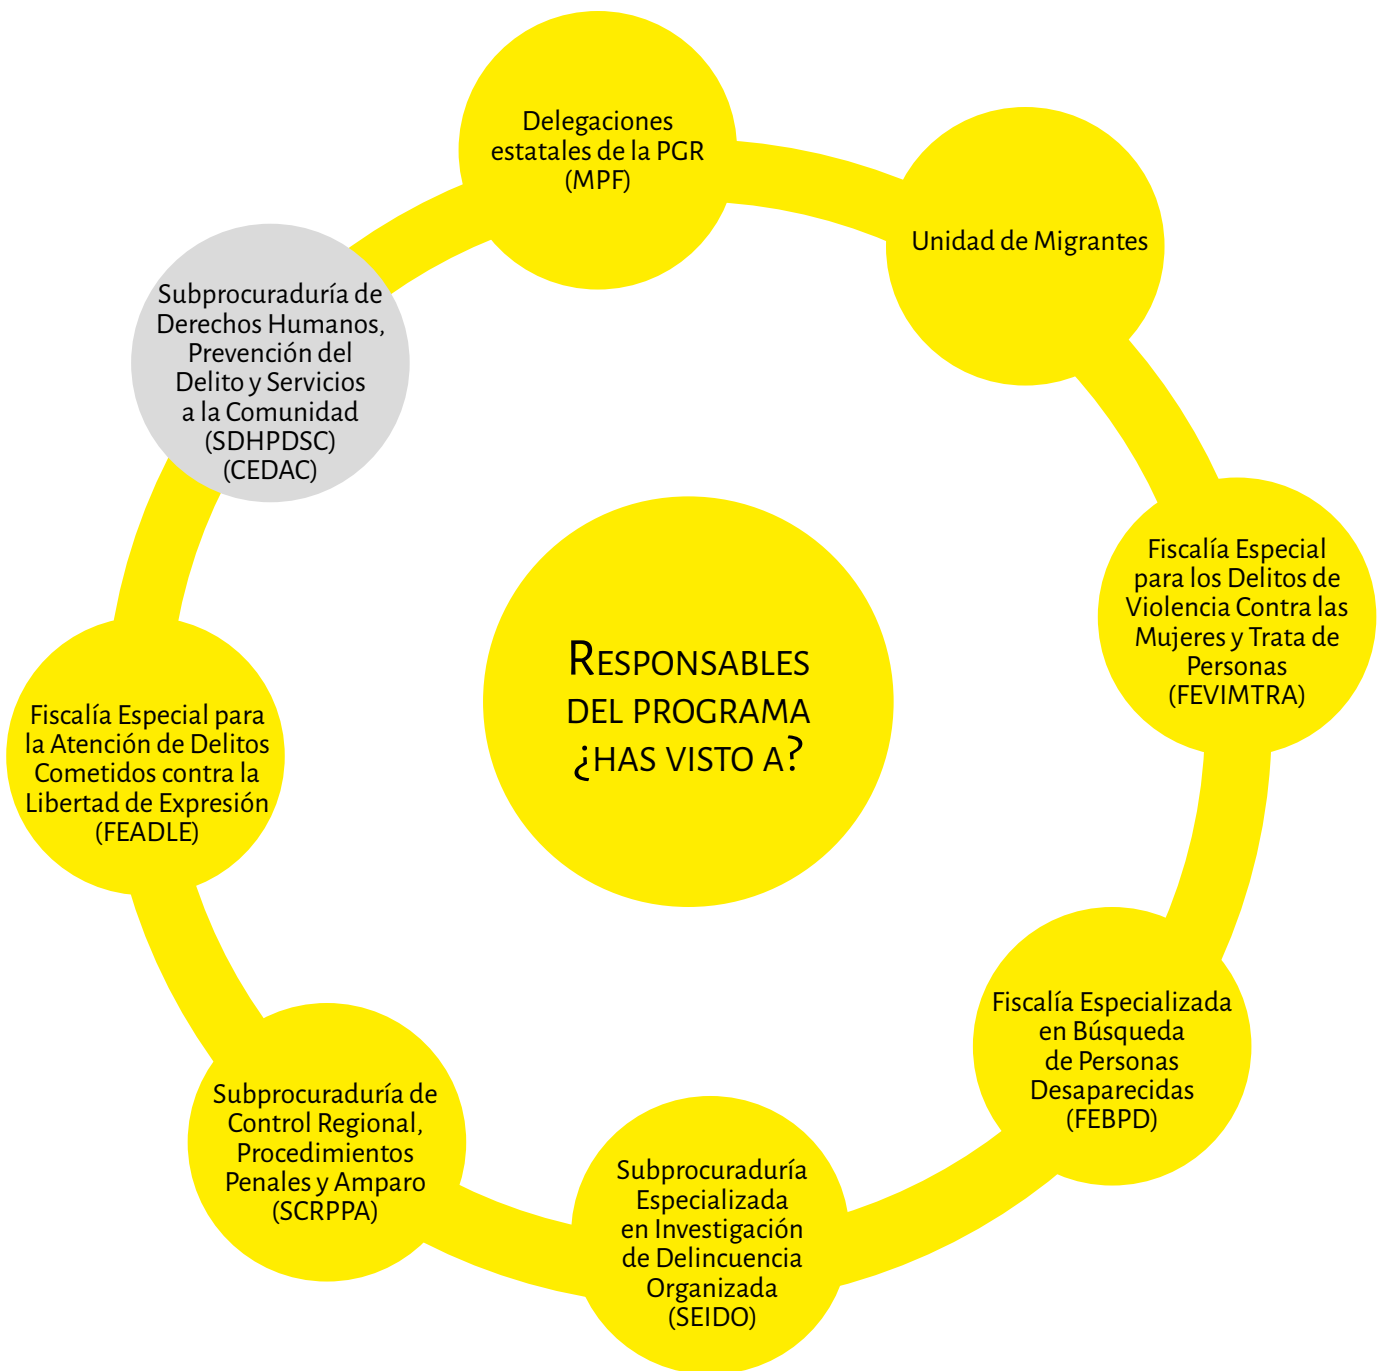 Delegaciones
estatales de la PGR
(MPF)
Unidad de Migrantes
Subprocuraduría de
Derechos Humanos,
Prevención del
Delito y Servicios
a la Comunidad
(SDHPDSC)
(CEDAC)
Fiscalía Especial
para los Delitos de
Violencia Contra las
Mujeres y Trata de
Personas
(FEVIMTRA)
RESPONSABLES
DEL PROGRAMA
¿HAS VISTO A?
Fiscalía Especial para
la Atención de Delitos
Cometidos contra la
Libertad de Expresión
(FEADLE)
Fiscalía Especializada
en Búsqueda
de Personas
Desaparecidas
(FEBPD)
Subprocuraduría de
Control Regional,
Procedimientos
Penales y Amparo
(SCRPPA)
Subprocuraduría
Especializada
en Investigación
de Delincuencia
Organizada
(SEIDO)